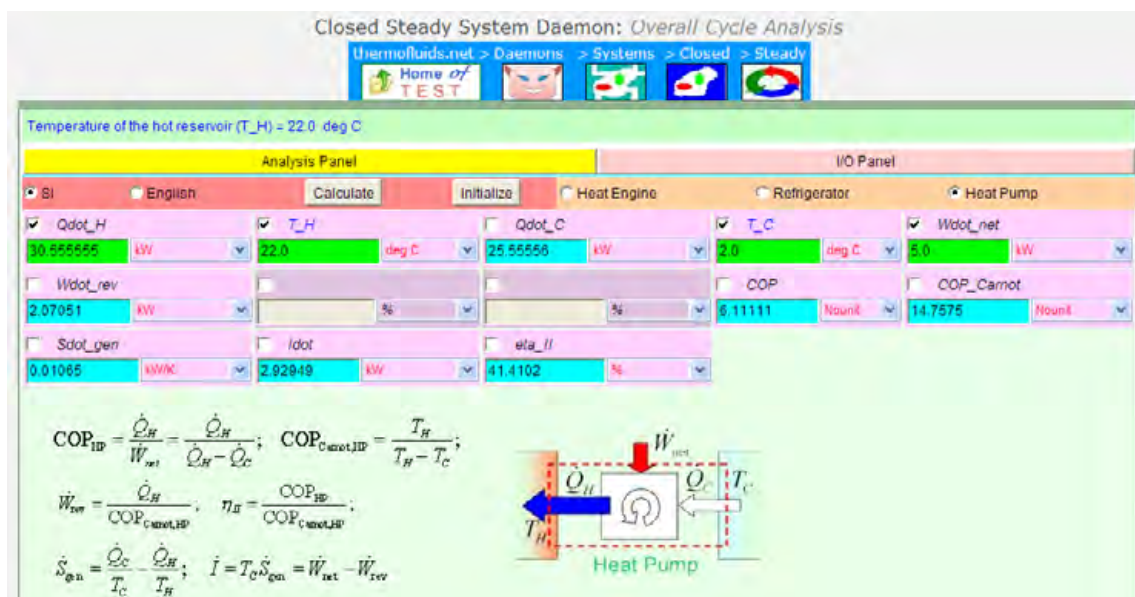 Closed Steady System Daemon: Overall Cycle Analysis
thermofluids.net > Daemons > Systems > Closed > Steady
Home of
TEST
Temperature of the hot reservoir (T_H) = 22.0 deg C
Analysis Panel I/O Panel
SI English Calculate Initialize Heat Engine Refrigerator Heat Pump
Qdot_H T_H Qdot_C T_C Wdot_net
30.555555 kW 22.0 deg C 25.55556 kW 2.0 deg C 5.0 kW
Wdot_rev COP COP_Carnot
2.07051 kW % % 6.11111 Nounit 14.7575 Nounit
Sdot_gen Idot eta_II
0.01065 kW/K 2.92949 kW 41.4102 %
COP_HP = Q̇_H / Ẇ_net = Q̇_H / (Q̇_H − Q̇_C); COP_Carnot,HP = T_H / (T_H − T_C);
Ẇ_rev = Q̇_H / COP_Carnot,HP, η_II = COP_HP / COP_Carnot,HP;
Ṡ_gen = Q̇_C / T_C − Q̇_H / T_H; İ = T_0 Ṡ_gen = Ẇ_net − Ẇ_rev
Ẇ_net
Q̇_H Q̇_C T_C
T_H
Heat Pump